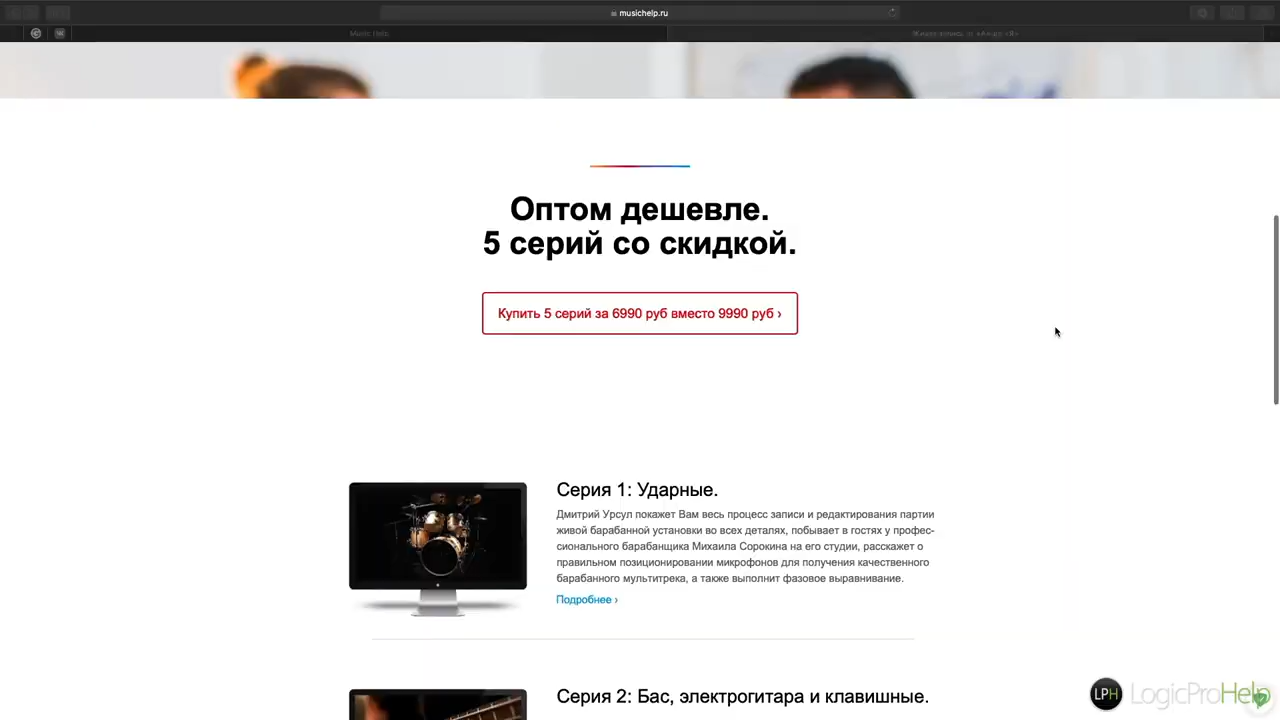 musichelp.ru
Music Help
Оптом дешевле.
5 серий со скидкой.
Купить 5 серий за 6990 руб вместо 9990 руб ›
Серия 1: Ударные.
Дмитрий Урсул покажет Вам весь процесс записи и редактирования партии
живой барабанной установки во всех деталях, побывает в гостях у профес-
сионального барабанщика Михаила Сорокина на его студии, расскажет о
правильном позиционировании микрофонов для получения качественного
барабанного мультитрека, а также выполнит фазовое выравнивание.
Подробнее ›
Серия 2: Бас, электрогитара и клавишные.
LPH LogicProHelp